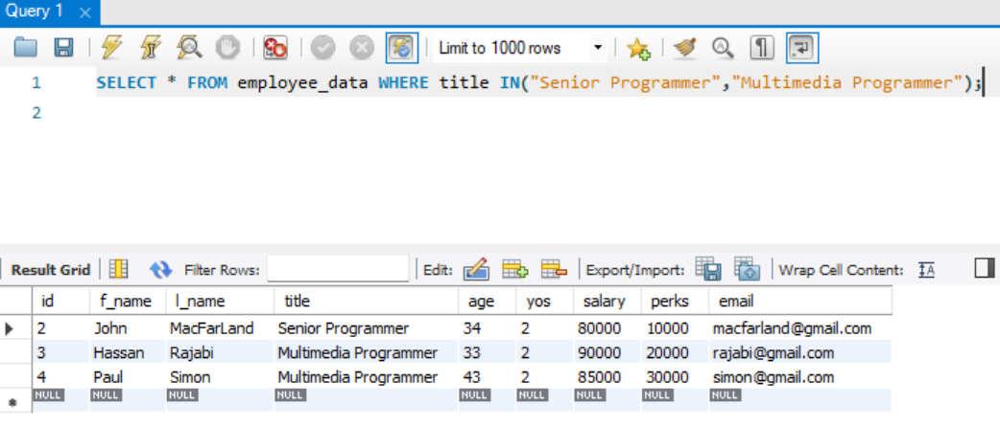 Query 1
Limit to 1000 rows
1 SELECT * FROM employee_data WHERE title IN("Senior Programmer","Multimedia Programmer");
2
Result Grid Filter Rows: Edit: Export/Import: Wrap Cell Content:
id f_name l_name title age yos salary perks email
2 John MacFarLand Senior Programmer 34 2 80000 10000 macfarland@gmail.com
3 Hassan Rajabi Multimedia Programmer 33 2 90000 20000 rajabi@gmail.com
4 Paul Simon Multimedia Programmer 43 2 85000 30000 simon@gmail.com
NULL NULL NULL NULL NULL NULL NULL NULL NULL